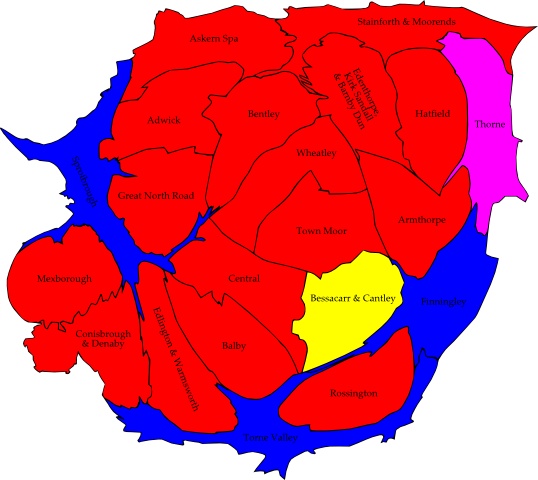 Stainforth & Moorends
Askern Spa
Edenthorpe
Kirk Sandall
& Barnby Dun
Adwick
Bentley
Hatfield
Thorne
Wheatley
Sprotbrough
Great North Road
Armthorpe
Town Moor
Mexborough
Central
Bessacarr & Cantley
Finningley
Conisbrough
& Denaby
Edlington & Warmsworth
Balby
Rossington
Torne Valley